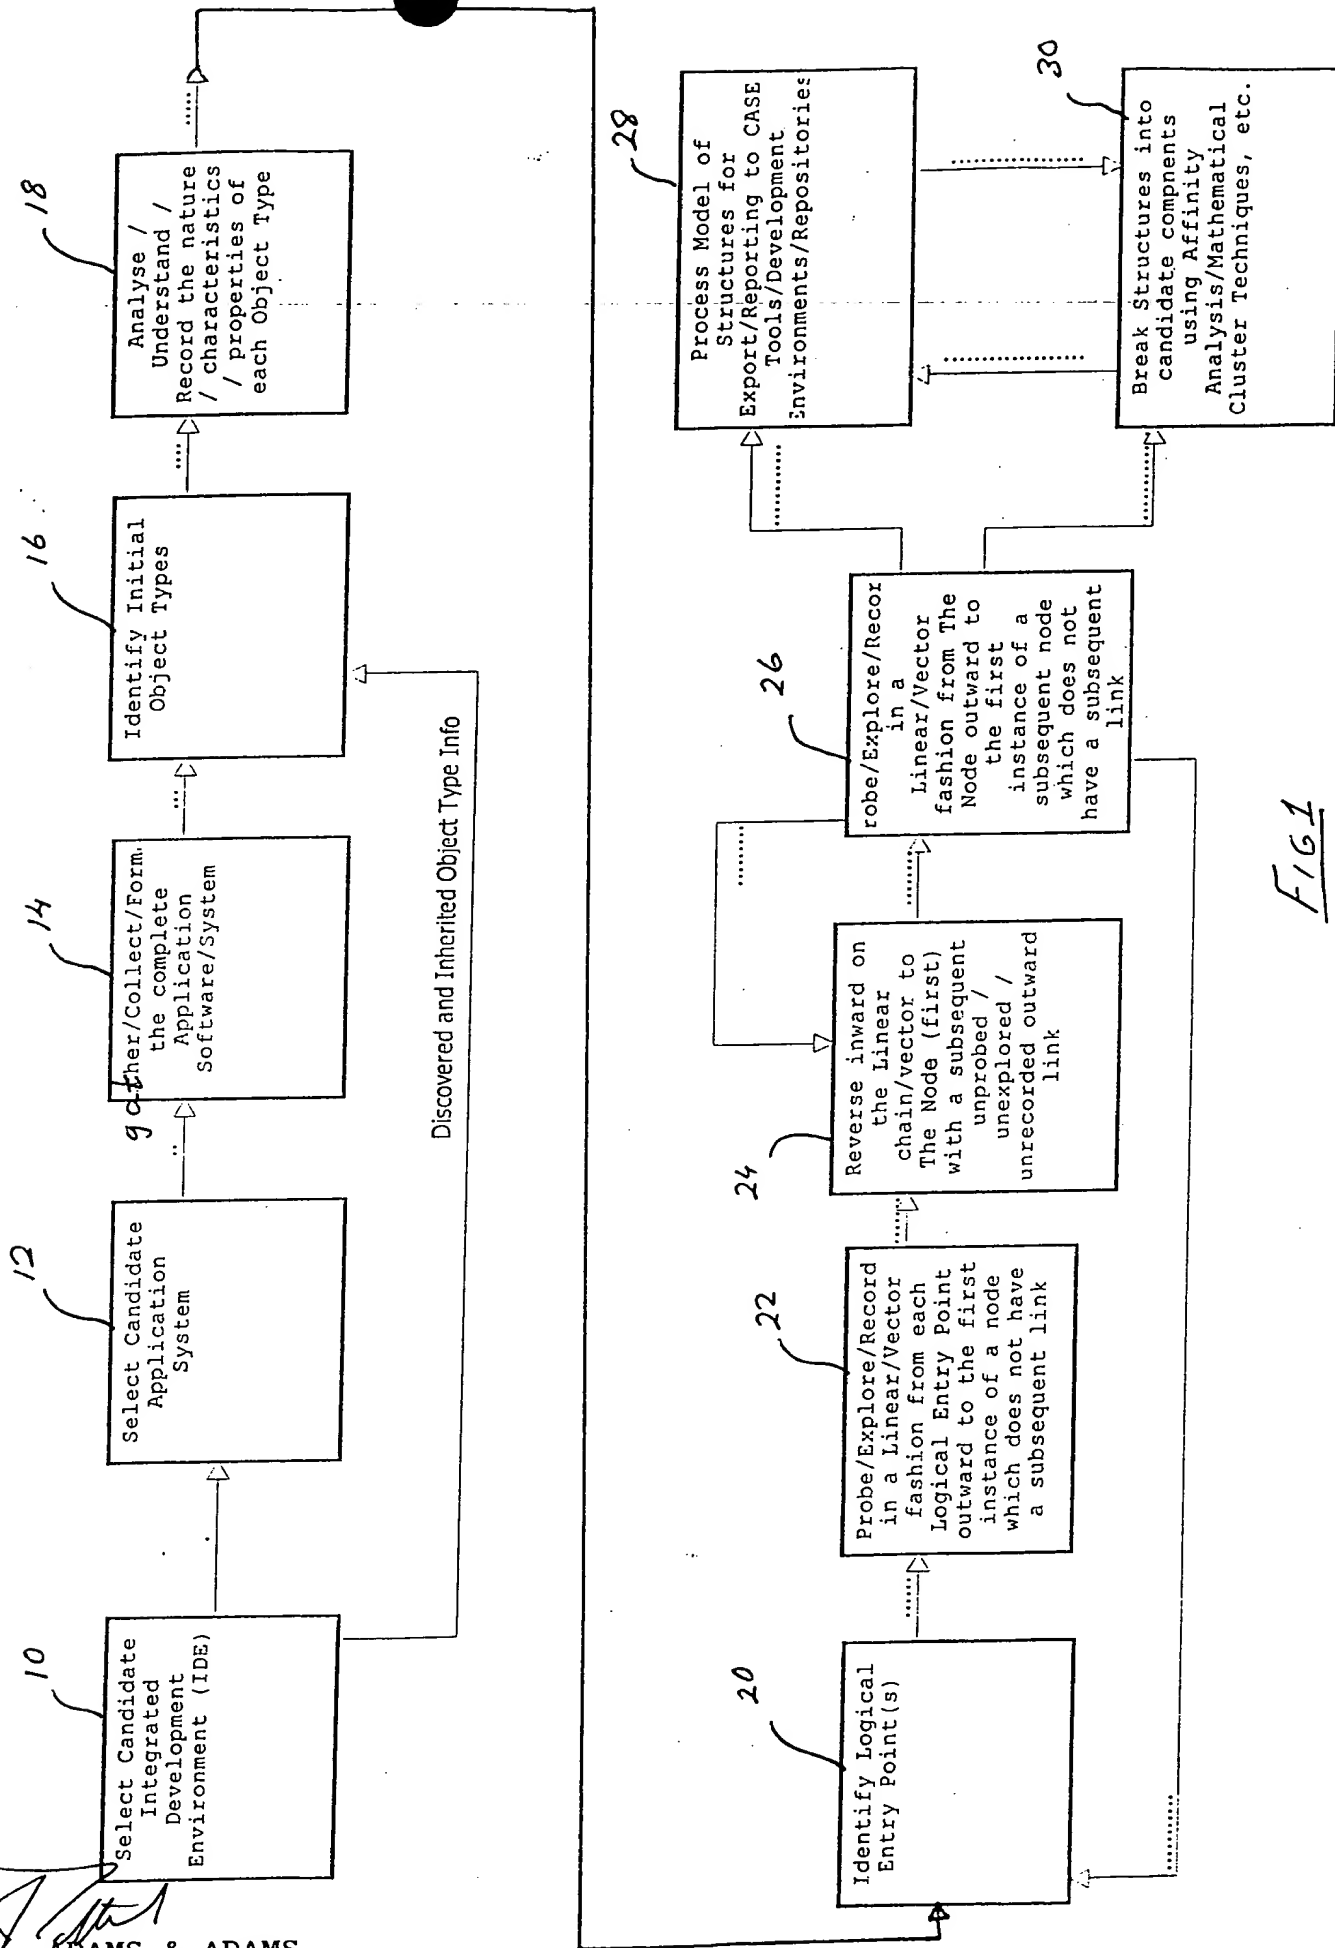 10
Select Candidate
Integrated
Development
Environment (IDE)
12
Select Candidate
Application
System
14
gather/Collect/Form.
the complete
Application
Software/System
16
Identify Initial
Object Types
18
Analyse /
Understand /
Record the nature
/ characteristics
/ properties of
each Object Type
Discovered and Inherited Object Type Info
20
Identify Logical
Entry Point(s)
22
Probe/Explore/Record
in a Linear/Vector
fashion from each
Logical Entry Point
outward to the first
instance of a node
which does not have
a subsequent link
24
Reverse inward on
the Linear
chain/vector to
The Node (first)
with a subsequent
unprobed /
unexplored /
unrecorded outward
link
26
robe/Explore/Recor
in a
Linear/Vector
fashion from The
Node outward to
the first
instance of a
subsequent node
which does not
have a subsequent
link
28
Process Model of
Structures for
Export/Reporting to CASE
Tools/Development
Environments/Repositories
30
Break Structures into
candidate compnents
using Affinity
Analysis/Mathematical
Cluster Techniques, etc.
FIG 1
ADAMS & ADAMS